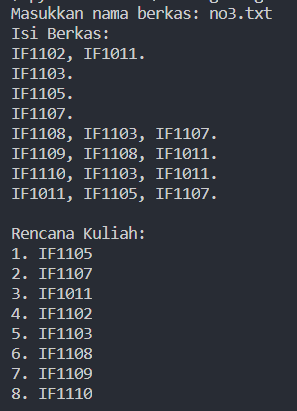 Masukkan nama berkas: no3.txt
Isi Berkas:
IF1102, IF1011.
IF1103.
IF1105.
IF1107.
IF1108, IF1103, IF1107.
IF1109, IF1108, IF1011.
IF1110, IF1103, IF1011.
IF1011, IF1105, IF1107.

Rencana Kuliah:
1. IF1105
2. IF1107
3. IF1011
4. IF1102
5. IF1103
6. IF1108
7. IF1109
8. IF1110